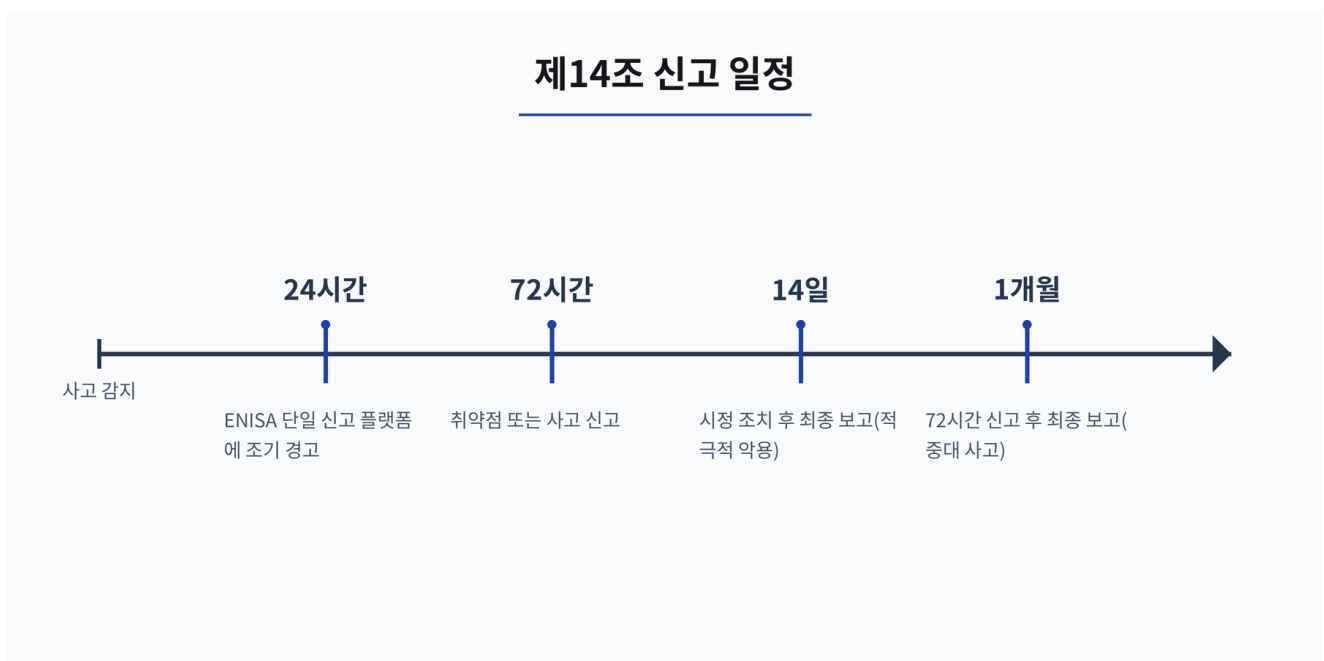 제14조 신고 일정
24시간
72시간
14일
1개월
사고 감지
ENISA 단일 신고 플랫폼
에 조기 경고
취약점 또는 사고 신고
시정 조치 후 최종 보고(적
극적 악용)
72시간 신고 후 최종 보고(
중대 사고)